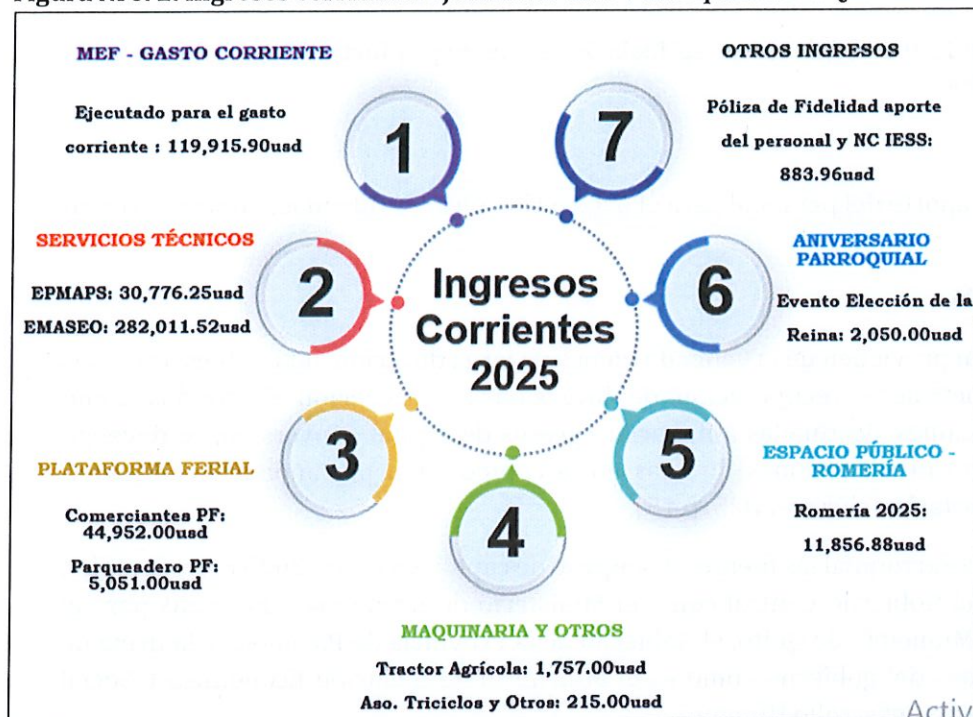 MEF - GASTO CORRIENTE
Ejecutado para el gasto
corriente : 119,915.90usd
1
SERVICIOS TÉCNICOS
EPMAPS: 30,776.25usd
EMASEO: 282,011.52usd
2
PLATAFORMA FERIAL
Comerciantes PF:
44,952.00usd
Parqueadero PF:
5,051.00usd
3
4
MAQUINARIA Y OTROS
Tractor Agrícola: 1,757.00usd
Aso. Triciclos y Otros: 215.00usd
5
ESPACIO PÚBLICO -
ROMERÍA
Romería 2025:
11,856.88usd
6
ANIVERSARIO
PARROQUIAL
Evento Elección de la
Reina: 2,050.00usd
7
OTROS INGRESOS
Póliza de Fidelidad aporte
del personal y NC IESS:
883.96usd
Ingresos
Corrientes
2025
Activ